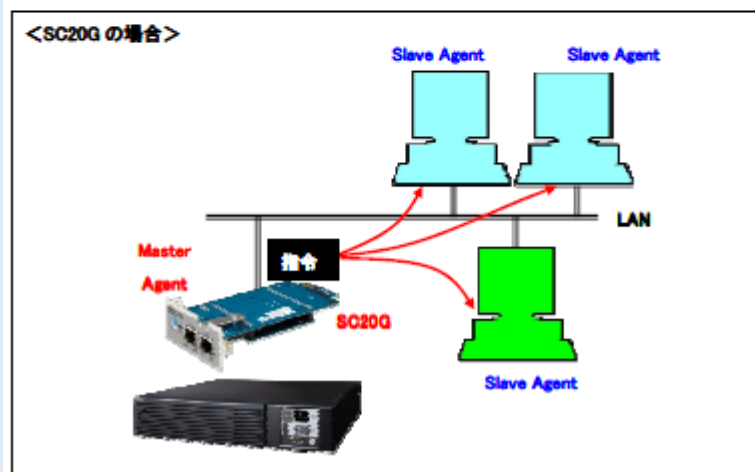 <SC20G の場合>
Slave Agent
Slave Agent
LAN
Master
Agent
指令
SC20G
Slave Agent